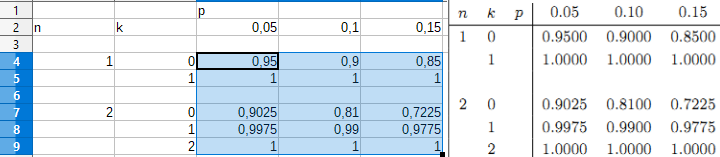 1 p
2 n k 0,05 0,1 0,15
3
4 1 0 0,95 0,9 0,85
5 1 1 1 1
6
7 2 0 0,9025 0,81 0,7225
8 1 0,9975 0,99 0,9775
9 2 1 1 1
n k p 0.05 0.10 0.15
1 0 0.9500 0.9000 0.8500
1 1.0000 1.0000 1.0000
2 0 0.9025 0.8100 0.7225
1 0.9975 0.9900 0.9775
2 1.0000 1.0000 1.0000